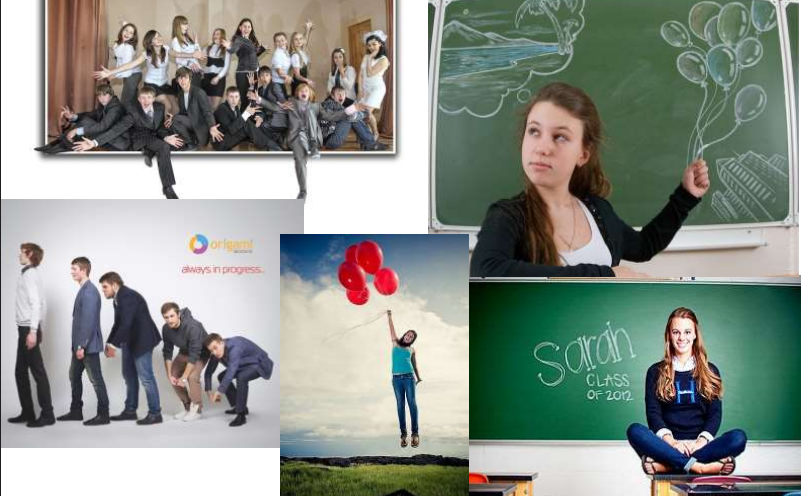 origami
always in progress..
Sarah
CLASS
OF 2012
H